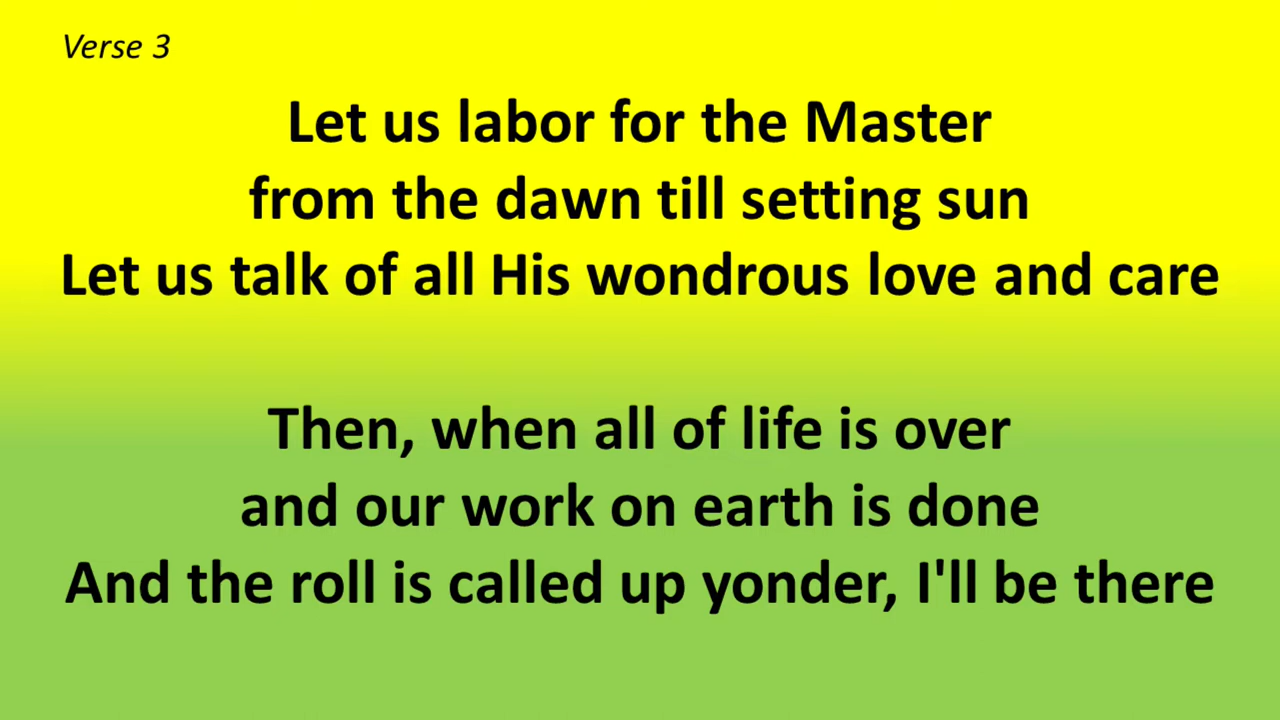 Verse 3
Let us labor for the Master
from the dawn till setting sun
Let us talk of all His wondrous love and care
Then, when all of life is over
and our work on earth is done
And the roll is called up yonder, I'll be there